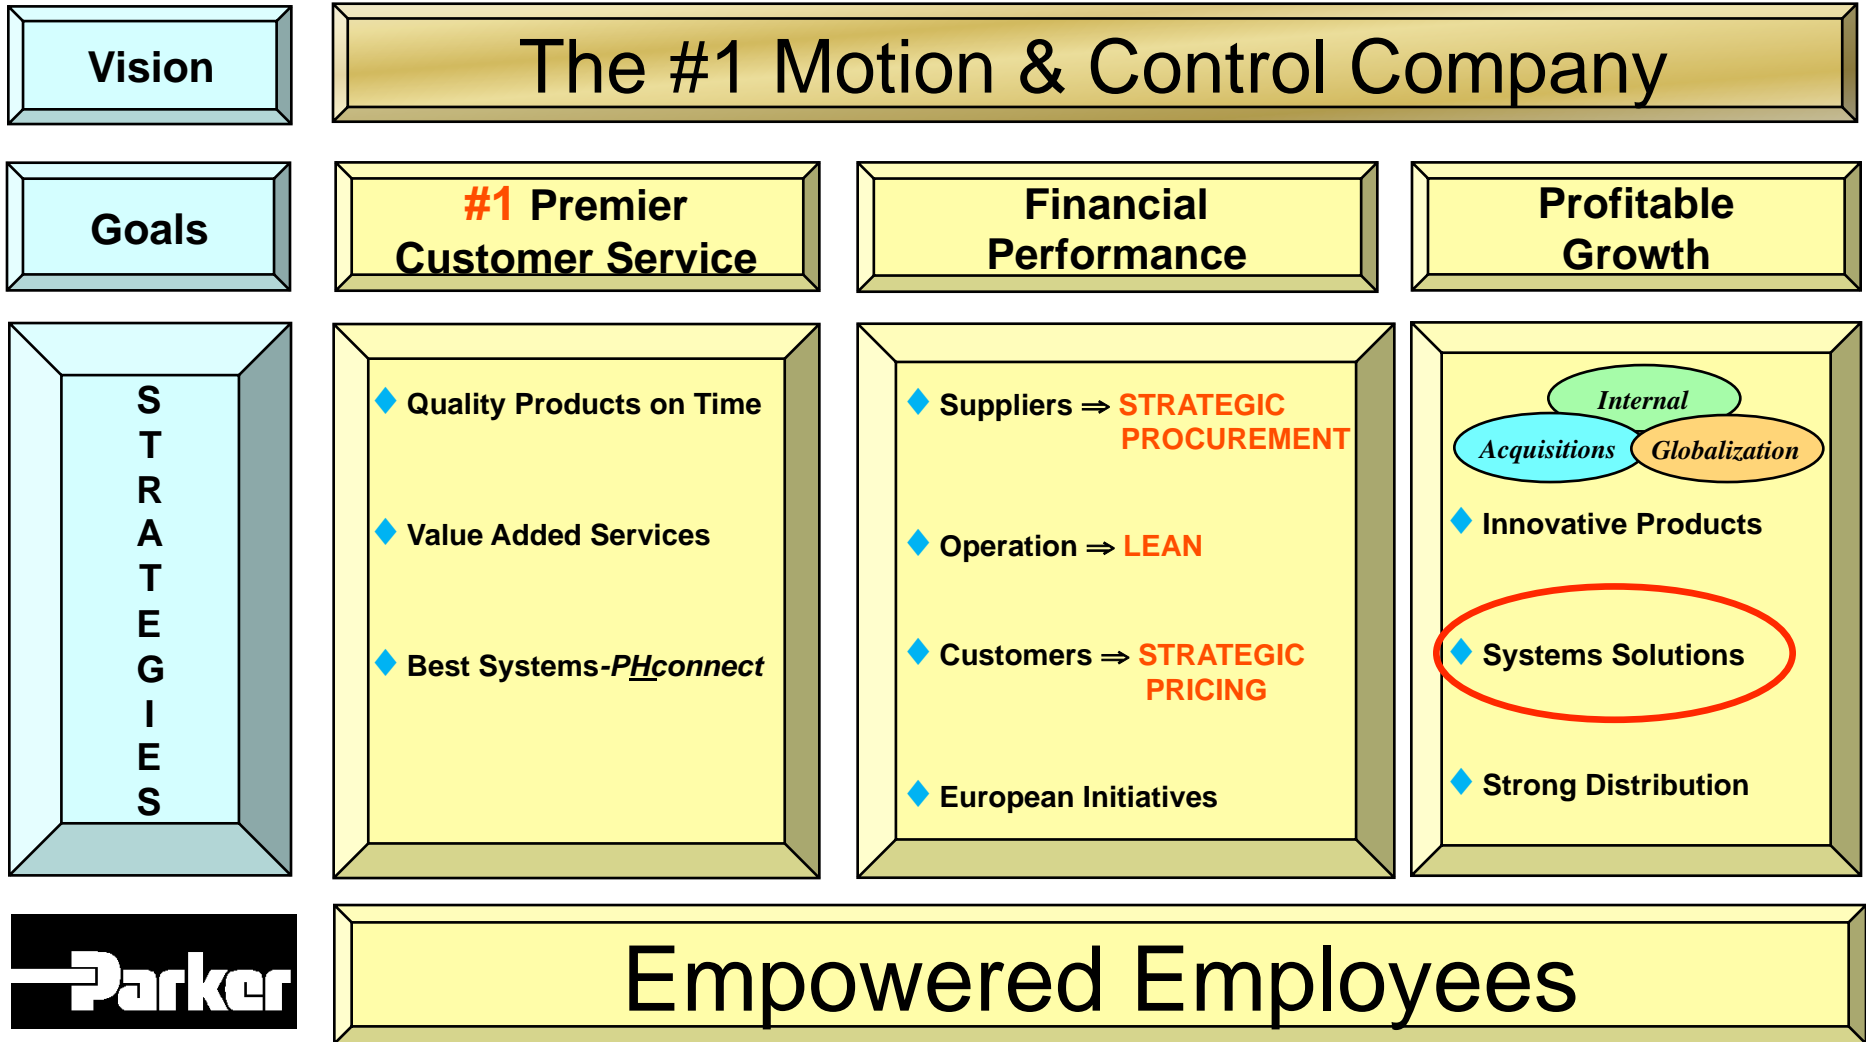 Vision
The #1 Motion & Control Company
Goals
#1 Premier
Customer Service
Financial
Performance
Profitable
Growth
S
T
R
A
T
E
G
I
E
S
Quality Products on Time
Value Added Services
Best Systems-PHconnect
Suppliers ⇒ STRATEGIC
PROCUREMENT
Operation ⇒ LEAN
Customers ⇒ STRATEGIC
PRICING
European Initiatives
Internal
Acquisitions
Globalization
Innovative Products
Systems Solutions
Strong Distribution
Parker
Empowered Employees